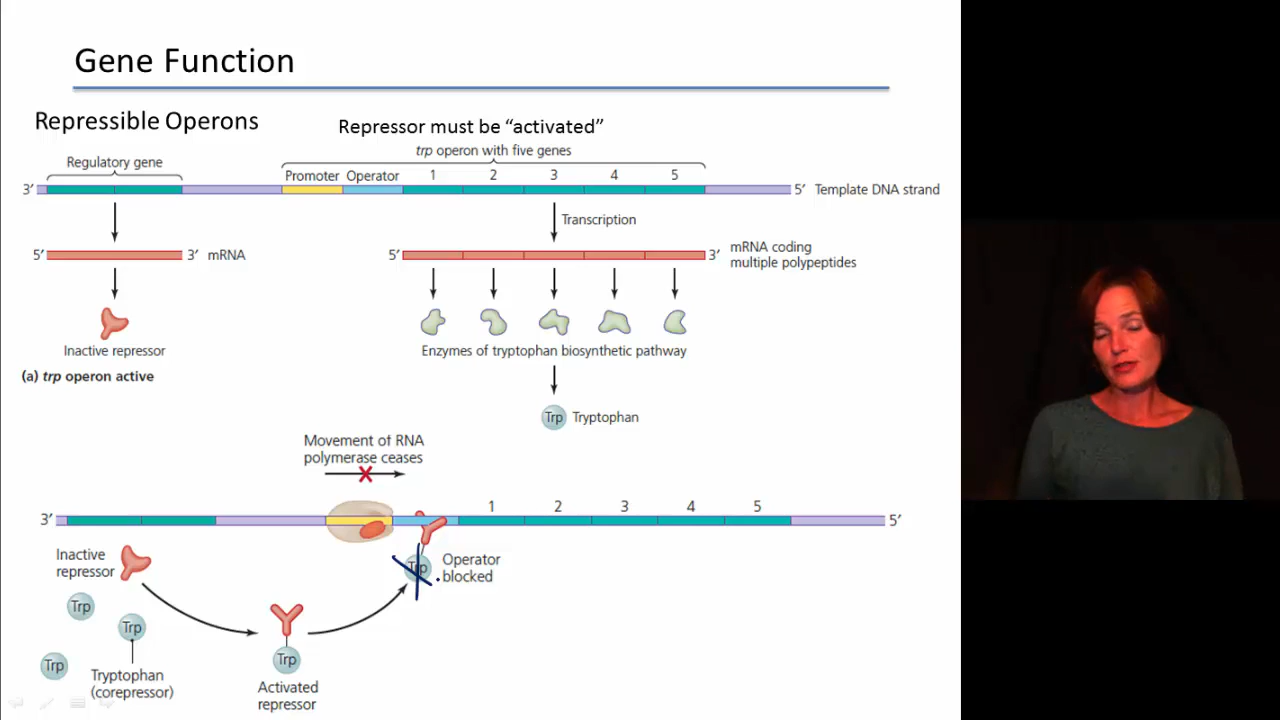 Gene Function
Repressible Operons
Repressor must be “activated”
trp operon with five genes
Regulatory gene
Promoter Operator 1 2 3 4 5
3′ 5′ Template DNA strand
Transcription
5′ 3′ mRNA
5′ 3′ mRNA coding
multiple polypeptides
Inactive repressor
Enzymes of tryptophan biosynthetic pathway
(a) trp operon active
Trp Tryptophan
Movement of RNA
polymerase ceases
1 2 3 4 5
3′ 5′
Inactive
repressor
Trp
Operator
blocked
Trp
Trp
Trp
Trp
Tryptophan
(corepressor)
Activated
repressor